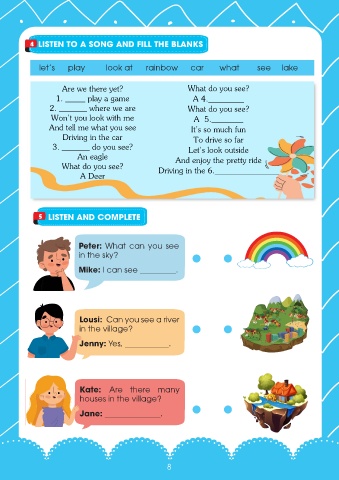 4 LISTEN TO A SONG AND FILL THE BLANKS
let's play look at rainbow car what see lake
Are we there yet?
1. _____ play a game
2. _______ where we are
Won't you look with me
And tell me what you see
Driving in the car
3. _______ do you see?
An eagle
What do you see?
A Deer
What do you see?
A 4._________
What do you see?
A 5.________
It's so much fun
To drive so far
Let's look outside
And enjoy the pretty ride
Driving in the 6.____________
5 LISTEN AND COMPLETE
Peter: What can you see
in the sky?
Mike: I can see _________.
Lousi: Can you see a river
in the village?
Jenny: Yes, ___________.
Kate: Are there many
houses in the village?
Jane: ______________.
8